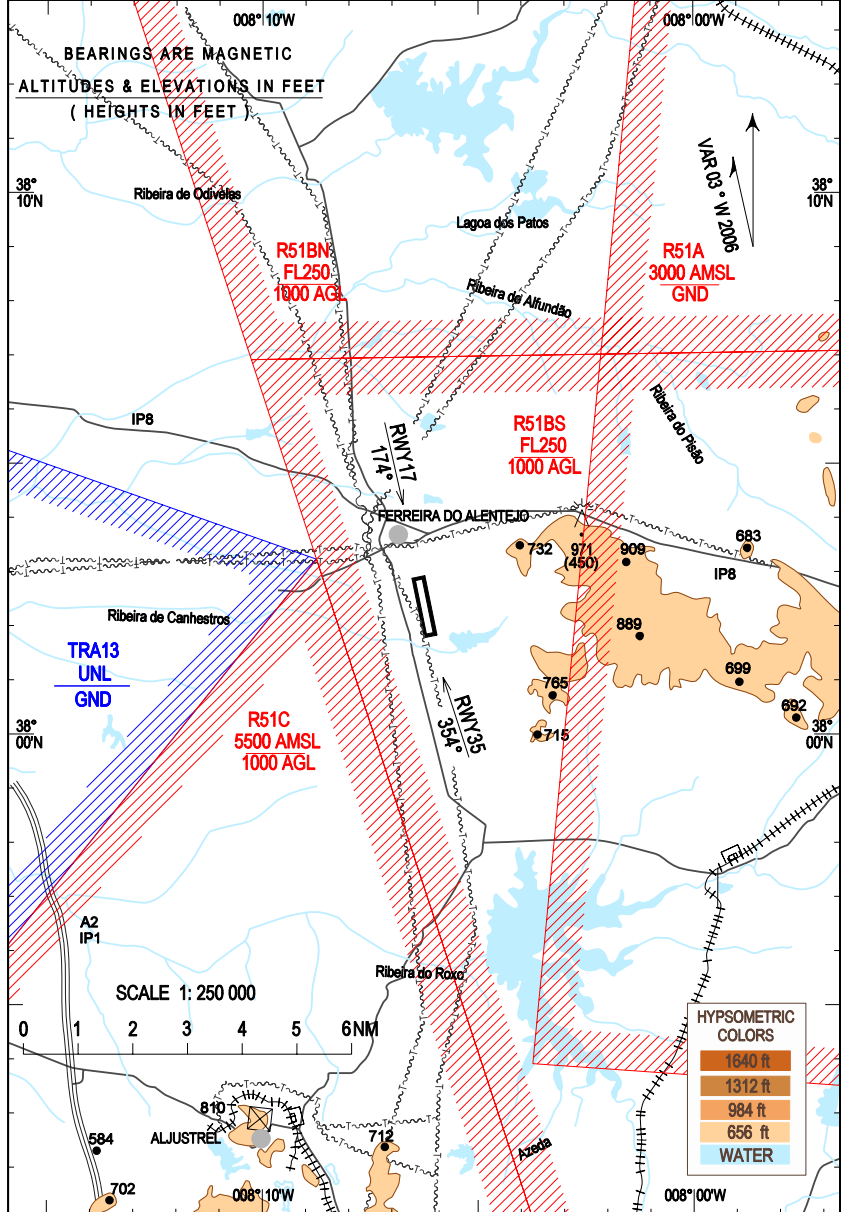 008° 10'W
008° 00'W
BEARINGS ARE MAGNETIC
ALTITUDES & ELEVATIONS IN FEET
( HEIGHTS IN FEET )
VAR 03 ° W 2006
38°
10'N
38°
10'N
Ribeira de Odivelas
Lagoa dos Patos
R51BN
FL250
1000 AGL
R51A
3000 AMSL
GND
Ribeira de Alfundão
Ribeira do Pisão
IP8
R51BS
FL250
1000 AGL
RWY17
174°
FERREIRA DO ALENTEJO
732
971
(450)
909
683
IP8
Ribeira de Canhestros
889
TRA13
UNL
GND
765
699
692
715
R51C
5500 AMSL
1000 AGL
RWY35
354°
38°
00'N
38°
00'N
A2
IP1
Ribeira do Roxo
SCALE 1: 250 000
0 1 2 3 4 5 6NM
HYPSOMETRIC
COLORS
1640 ft
1312 ft
984 ft
656 ft
WATER
810
ALJUSTREL
584
712
Azeda
702
008° 10'W
008° 00'W